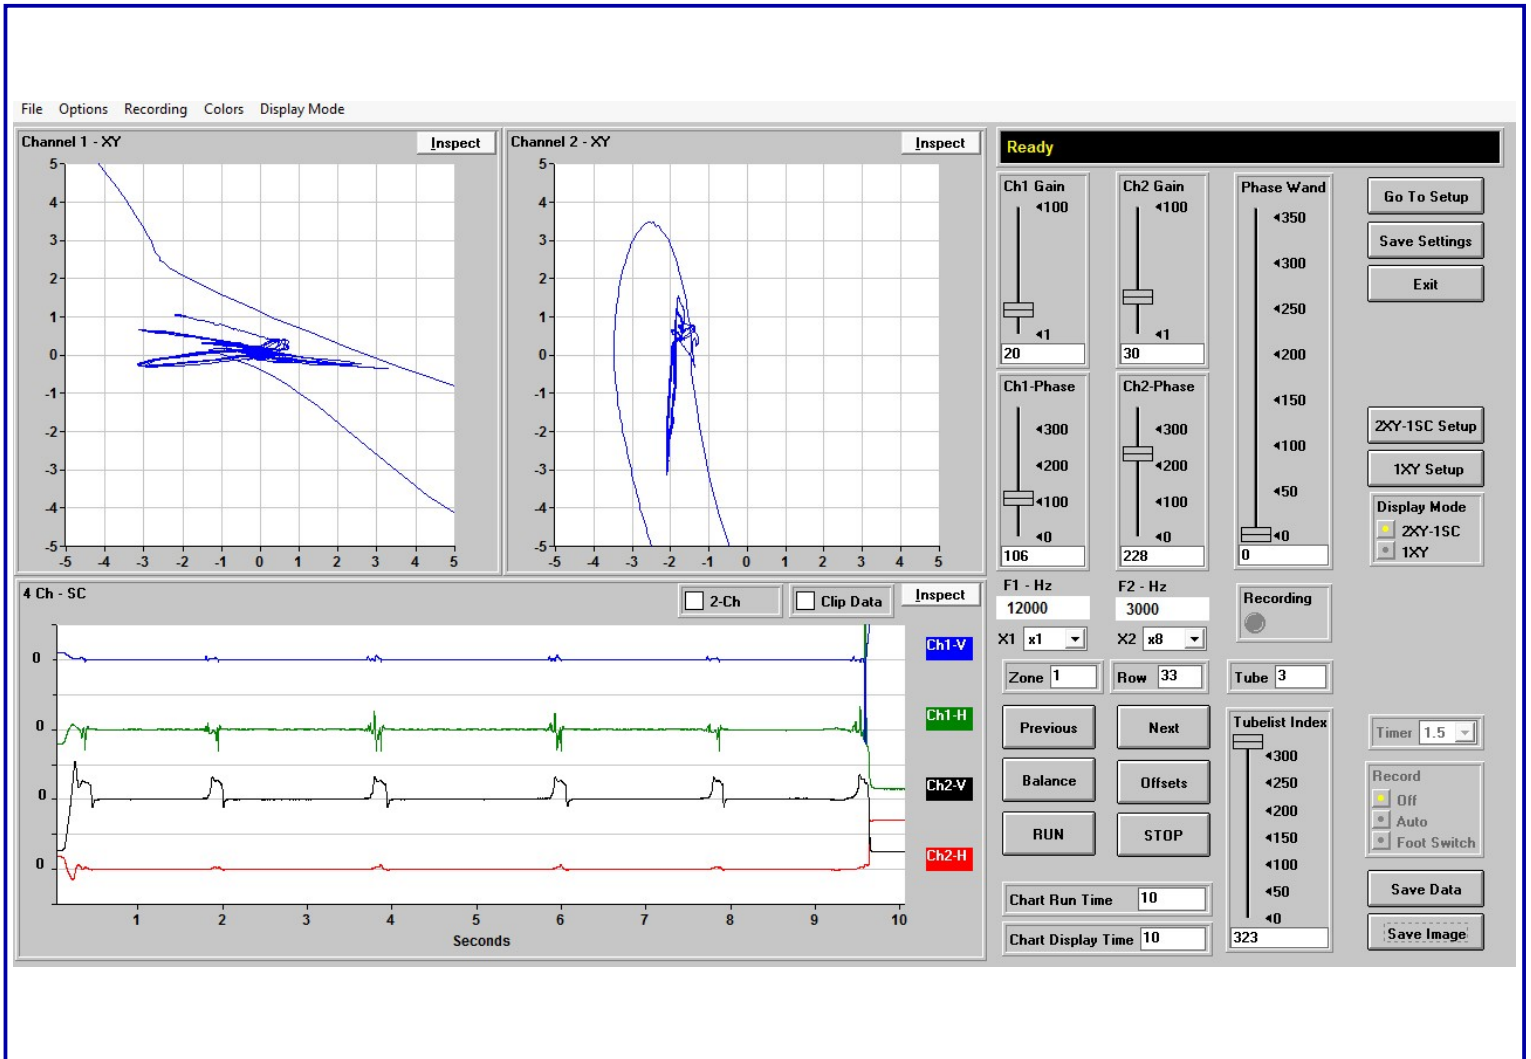 File Options Recording Colors Display Mode
Channel 1 - XY
Inspect
5
4
3
2
1
0
-1
-2
-3
-4
-5
-5 -4 -3 -2 -1 0 1 2 3 4 5
Channel 2 - XY
Inspect
5
4
3
2
1
0
-1
-2
-3
-4
-5
-5 -4 -3 -2 -1 0 1 2 3 4 5
4 Ch - SC
2-Ch
Clip Data
Inspect
0
0
0
0
Ch1-V
Ch1-H
Ch2-V
Ch2-H
1 2 3 4 5 6 7 8 9 10
Seconds
Ready
Ch1 Gain
100
1
20
Ch2 Gain
100
1
30
Phase Wand
350
300
250
200
150
100
50
0
0
Go To Setup
Save Settings
Exit
Ch1-Phase
300
200
100
0
106
Ch2-Phase
300
200
100
0
228
2XY-1SC Setup
1XY Setup
Display Mode
2XY-1SC
1XY
F1 - Hz
12000
F2 - Hz
3000
Recording
X1 x1
X2 x8
Zone 1
Row 33
Tube 3
Previous
Next
Balance
Offsets
RUN
STOP
Tubelist Index
300
250
200
150
100
50
0
323
Timer 1.5
Record
Off
Auto
Foot Switch
Chart Run Time 10
Chart Display Time 10
Save Data
Save Image